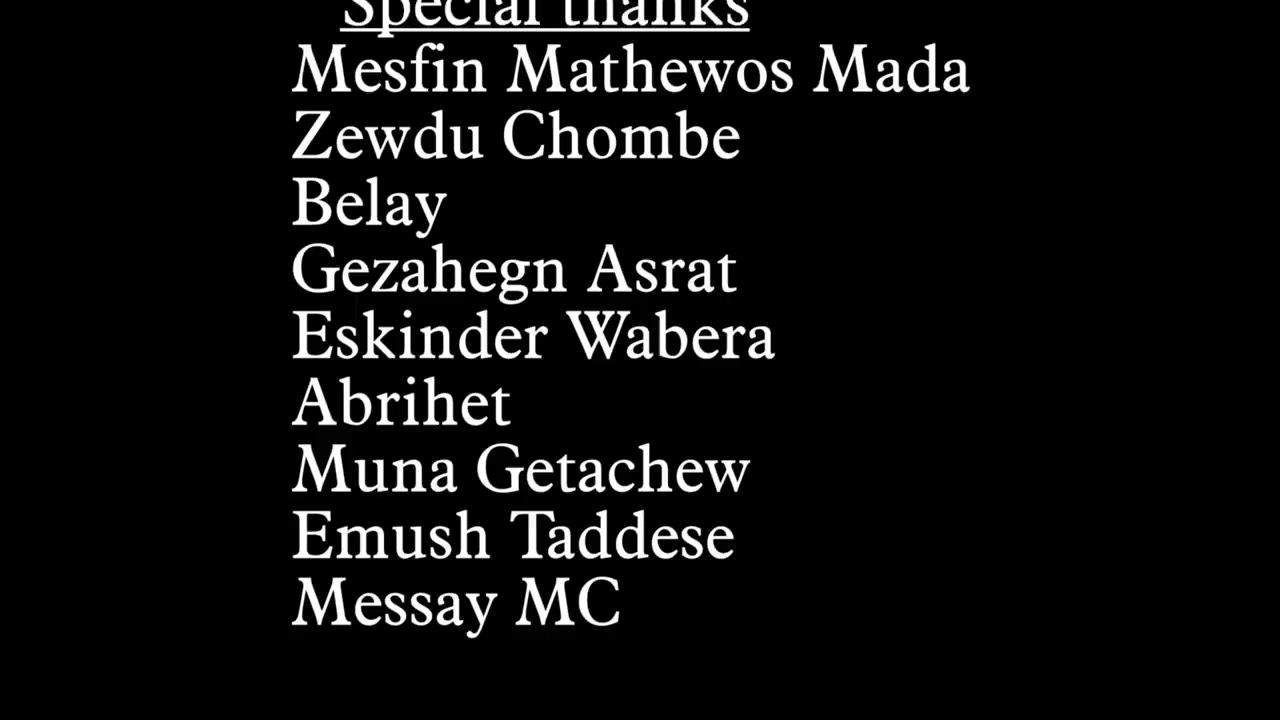 Special thanks
Mesfin Mathewos Mada
Zewdu Chombe
Belay
Gezahegn Asrat
Eskinder Wabera
Abrihet
Muna Getachew
Emush Taddese
Messay MC